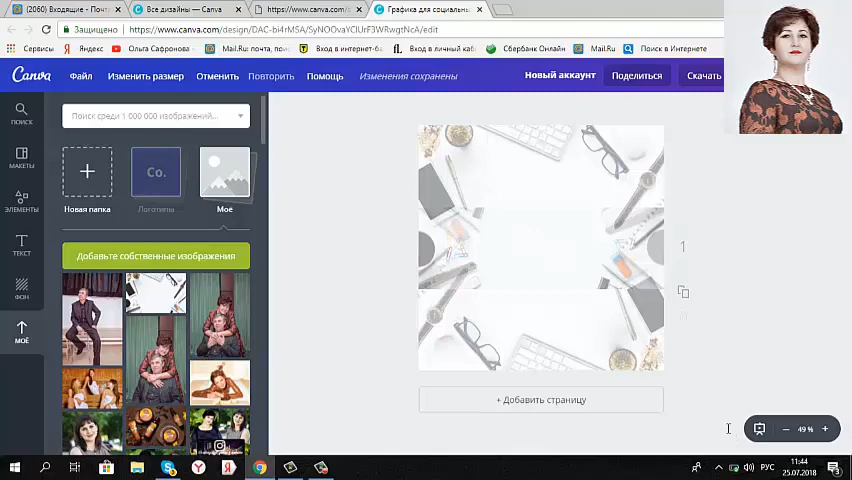 (2060) Входящие - Почт
Все дизайны — Canva
https://www.canva.com/d
Графика для социальн
Защищено
https://www.canva.com/design/DAC-bi4rMSA/SyNOOvaYClUrF3WRwgtNcA/edit
Сервисы
Яндекс
Ольга Сафронова
Mail.Ru: почта, пои
Вход в интернет-б
Вход в личный каб
Сбербанк Онлайн
Mail.Ru
Поиск в Интернете
Canva
Файл
Изменить размер
Отменить
Повторить
Помощь
Изменения сохранены
Новый аккаунт
Поделиться
Скачать
Поиск среди 1 000 000 изображений...
ПОИСК
МАКЕТЫ
ЭЛЕМЕНТЫ
ТЕКСТ
ФОН
МОЁ
Co.
Новая папка
Логотипы
Моё
Добавьте собственные изображения
1
+ Добавить страницу
49 %
РУС
11:44
25.07.2018
3